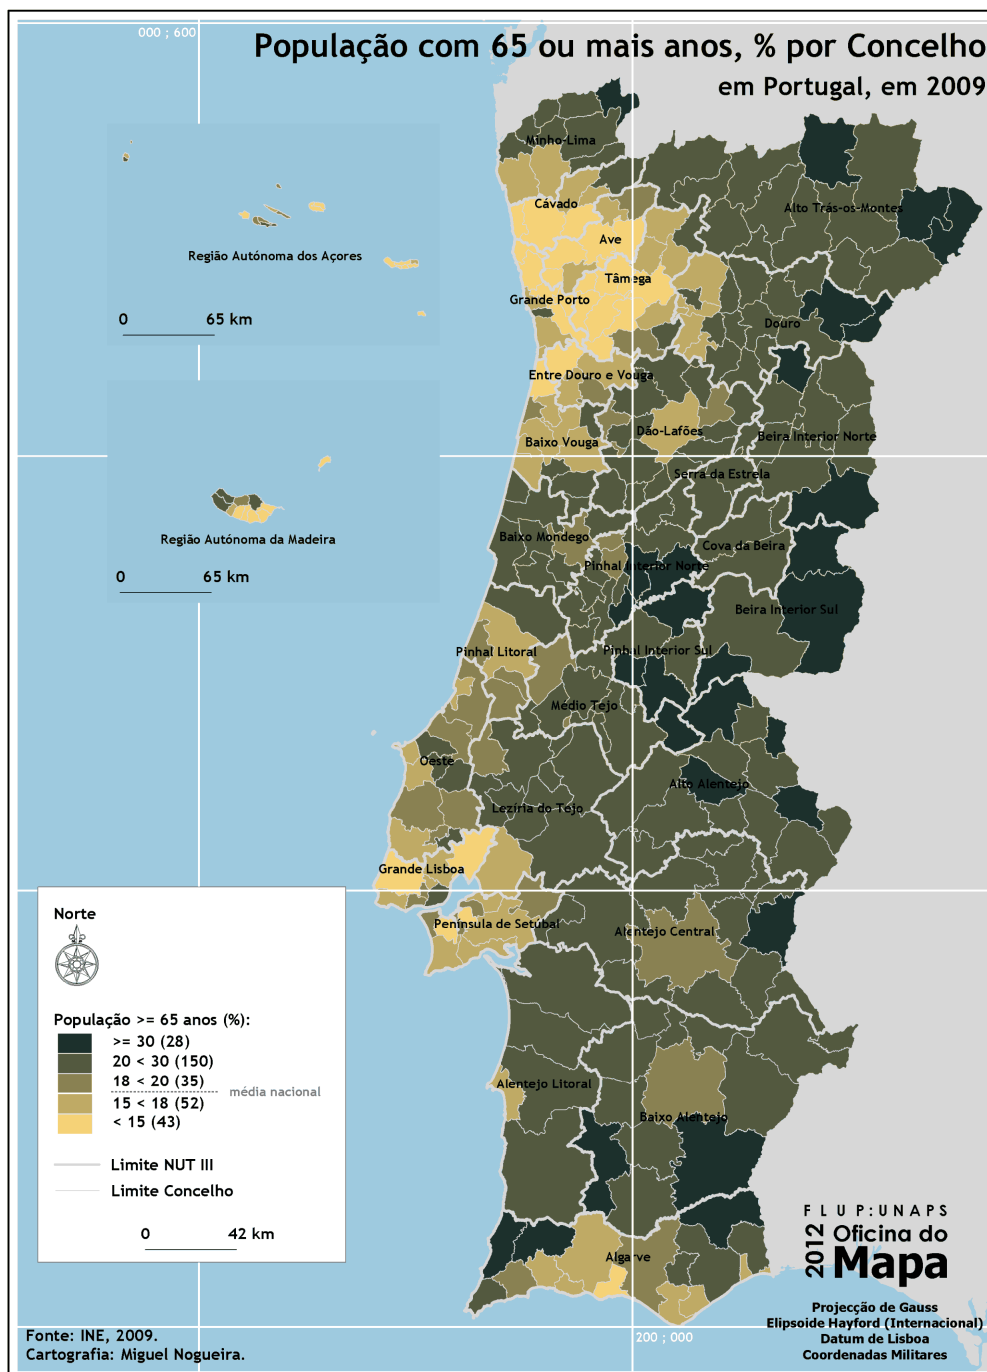 000 ; 600
População com 65 ou mais anos, % por Concelho
em Portugal, em 2009
Minho-Lima
Alto Trás-os-Montes
Cávado
Ave
Tâmega
Grande Porto
Douro
Entre Douro e Vouga
Dão-Lafões
Baixo Vouga
Beira Interior Norte
Serra da Estrela
Baixo Mondego
Cova da Beira
Pinhal Interior Norte
Beira Interior Sul
Pinhal Litoral
Pinhal Interior Sul
Médio Tejo
Oeste
Alto Alentejo
Lezíria do Tejo
Grande Lisboa
Península de Setúbal
Alentejo Central
Alentejo Litoral
Baixo Alentejo
Algarve
Região Autónoma dos Açores
0 65 km
Região Autónoma da Madeira
0 65 km
Norte
População >= 65 anos (%):
>= 30 (28)
20 < 30 (150)
18 < 20 (35)
média nacional
15 < 18 (52)
< 15 (43)
Limite NUT III
Limite Concelho
0 42 km
FLUP:UNAPS
2012 Oficina do
Mapa
Projecção de Gauss
Elipsoide Hayford (Internacional)
Datum de Lisboa
Coordenadas Militares
200 ; 000
Fonte: INE, 2009.
Cartografia: Miguel Nogueira.